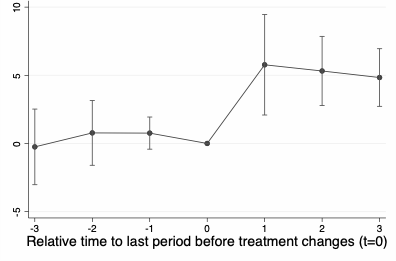 10
5
0
-5
-3 -2 -1 0 1 2 3
Relative time to last period before treatment changes (t=0)